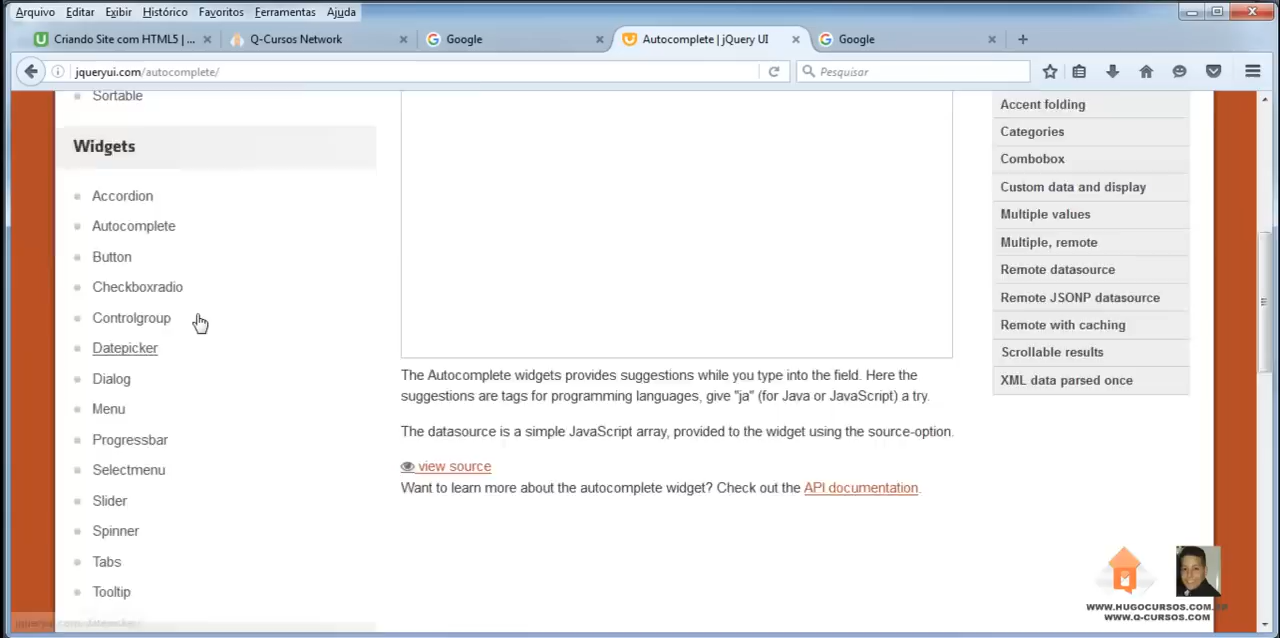 Arquivo Editar Exibir Histórico Favoritos Ferramentas Ajuda
Criando Site com HTML5 | ...
Q-Cursos Network
Google
Autocomplete | jQuery UI
Google
jqueryui.com/autocomplete/
Pesquisar
Sortable
Widgets
Accordion
Autocomplete
Button
Checkboxradio
Controlgroup
Datepicker
Dialog
Menu
Progressbar
Selectmenu
Slider
Spinner
Tabs
Tooltip
The Autocomplete widgets provides suggestions while you type into the field. Here the
suggestions are tags for programming languages, give "ja" (for Java or JavaScript) a try.
The datasource is a simple JavaScript array, provided to the widget using the source-option.
view source
Want to learn more about the autocomplete widget? Check out the API documentation.
Accent folding
Categories
Combobox
Custom data and display
Multiple values
Multiple, remote
Remote datasource
Remote JSONP datasource
Remote with caching
Scrollable results
XML data parsed once
WWW.HUGOCURSOS.COM.BR
WWW.Q-CURSOS.COM
jqueryui.com/datepicker/